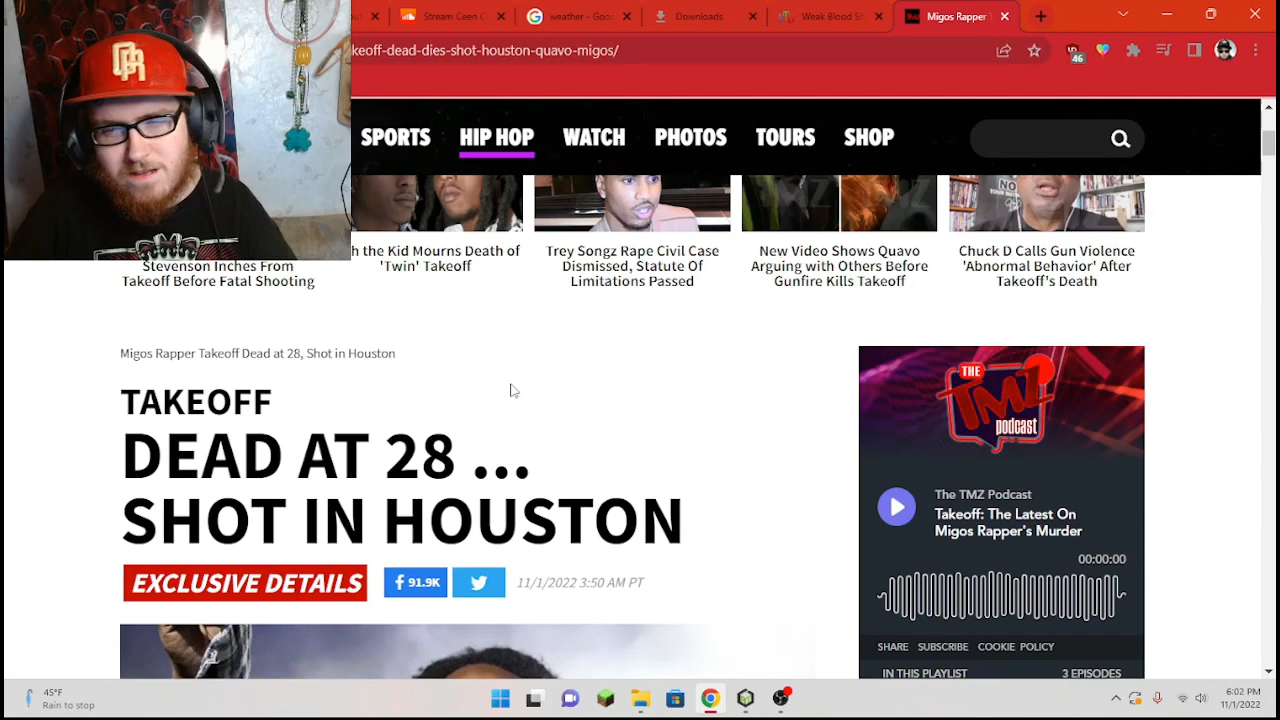 Stream Ceen C
weather - Goo
Downloads
Weak Blood Sh
Migos Rapper
keoff-dead-dies-shot-houston-quavo-migos/
46
SPORTS HIP HOP WATCH PHOTOS TOURS SHOP
Stevenson Inches From
Takeoff Before Fatal Shooting
h the Kid Mourns Death of
'Twin' Takeoff
Trey Songz Rape Civil Case
Dismissed, Statute Of
Limitations Passed
New Video Shows Quavo
Arguing with Others Before
Gunfire Kills Takeoff
Chuck D Calls Gun Violence
'Abnormal Behavior' After
Takeoff's Death
Migos Rapper Takeoff Dead at 28, Shot in Houston
TAKEOFF
DEAD AT 28 ...
SHOT IN HOUSTON
EXCLUSIVE DETAILS
91.9K
11/1/2022 3:50 AM PT
THE
TMZ
podcast
The TMZ Podcast
Takeoff: The Latest On
Migos Rapper's Murder
00:00:00
SHARE SUBSCRIBE COOKIE POLICY
IN THIS PLAYLIST 3 EPISODES
45°F
Rain to stop
6:02 PM
11/1/2022